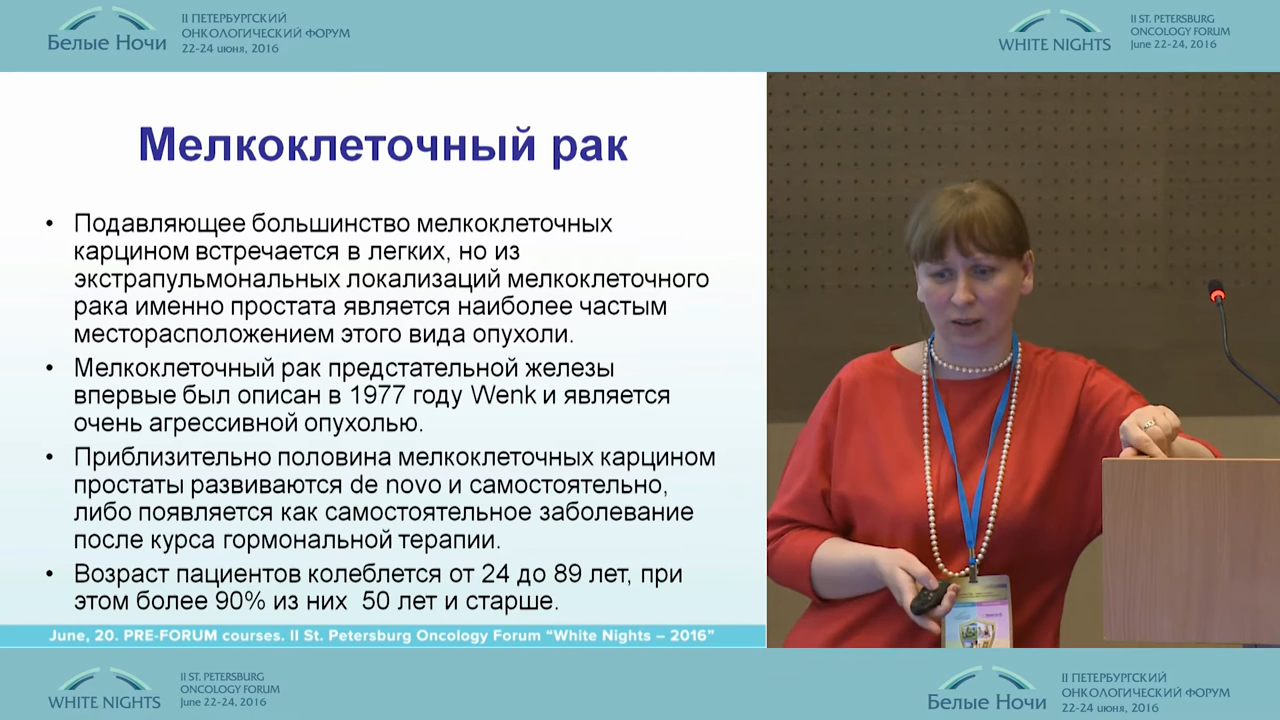 Белые Ночи
II ПЕТЕРБУРГСКИЙ
ОНКОЛОГИЧЕСКИЙ ФОРУМ
22-24 июня, 2016
WHITE NIGHTS
II ST. PETERSBURG
ONCOLOGY FORUM
June 22-24, 2016
Мелкоклеточный рак
• Подавляющее большинство мелкоклеточных
карцином встречается в легких, но из
экстрапульмональных локализаций мелкоклеточного
рака именно простата является наиболее частым
месторасположением этого вида опухоли.
• Мелкоклеточный рак предстательной железы
впервые был описан в 1977 году Wenk и является
очень агрессивной опухолью.
• Приблизительно половина мелкоклеточных карцином
простаты развиваются de novo и самостоятельно,
либо появляется как самостоятельное заболевание
после курса гормональной терапии.
• Возраст пациентов колеблется от 24 до 89 лет, при
этом более 90% из них 50 лет и старше.
June, 20. PRE-FORUM courses. II St. Petersburg Oncology Forum “White Nights – 2016”
WHITE NIGHTS
II ST. PETERSBURG
ONCOLOGY FORUM
June 22-24, 2016
Белые Ночи
II ПЕТЕРБУРГСКИЙ
ОНКОЛОГИЧЕСКИЙ ФОРУМ
22-24 июня, 2016